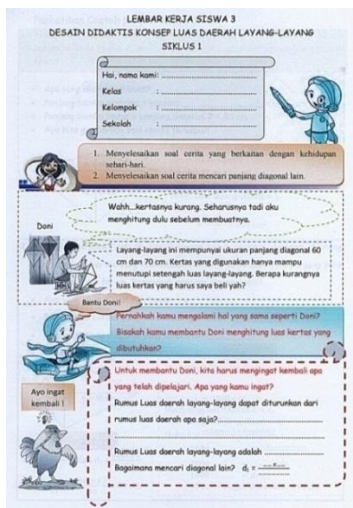 LEMBAR KERJA SISWA 3
DESAIN DIDAKTIS KONSEP LUAS DAERAH LAYANG-LAYANG
SIKLUS 1
Hai, nama kami: ........................
Kelas : ........................
Kelompok : ........................
Sekolah : ........................
1. Menyelesaikan soal cerita yang berkaitan dengan kehidupan
sehari-hari.
2. Menyelesaikan soal cerita mencari panjang diagonal lain.
Wahh...kertasnya kurang. Seharusnya tadi aku
menghitung dulu sebelum membuatnya.
Doni
Layang-layang ini mempunyai ukuran panjang diagonal 60
cm dan 70 cm. Kertas yang digunakan hanya mampu
menutupi setengah luas layang-layang. Berapa kurangnya
luas kertas yang harus saya beli yah?
Bantu Doni!
Pernahkah kamu mengalami hal yang sama seperti Doni?
Bisakah kamu membantu Doni menghitung luas kertas yang
dibutuhkan?
Ayo ingat
kembali !
Untuk membantu Doni, kita harus mengingat kembali apa
yang telah dipelajari. Apa yang kamu ingat?
Rumus Luas daerah layang-layang dapat diturunkan dari
rumus luas daerah apa saja?........................
Rumus Luas daerah layang-layang adalah ..................
Bagaimana mencari diagonal lain? d₁ = ... x ...